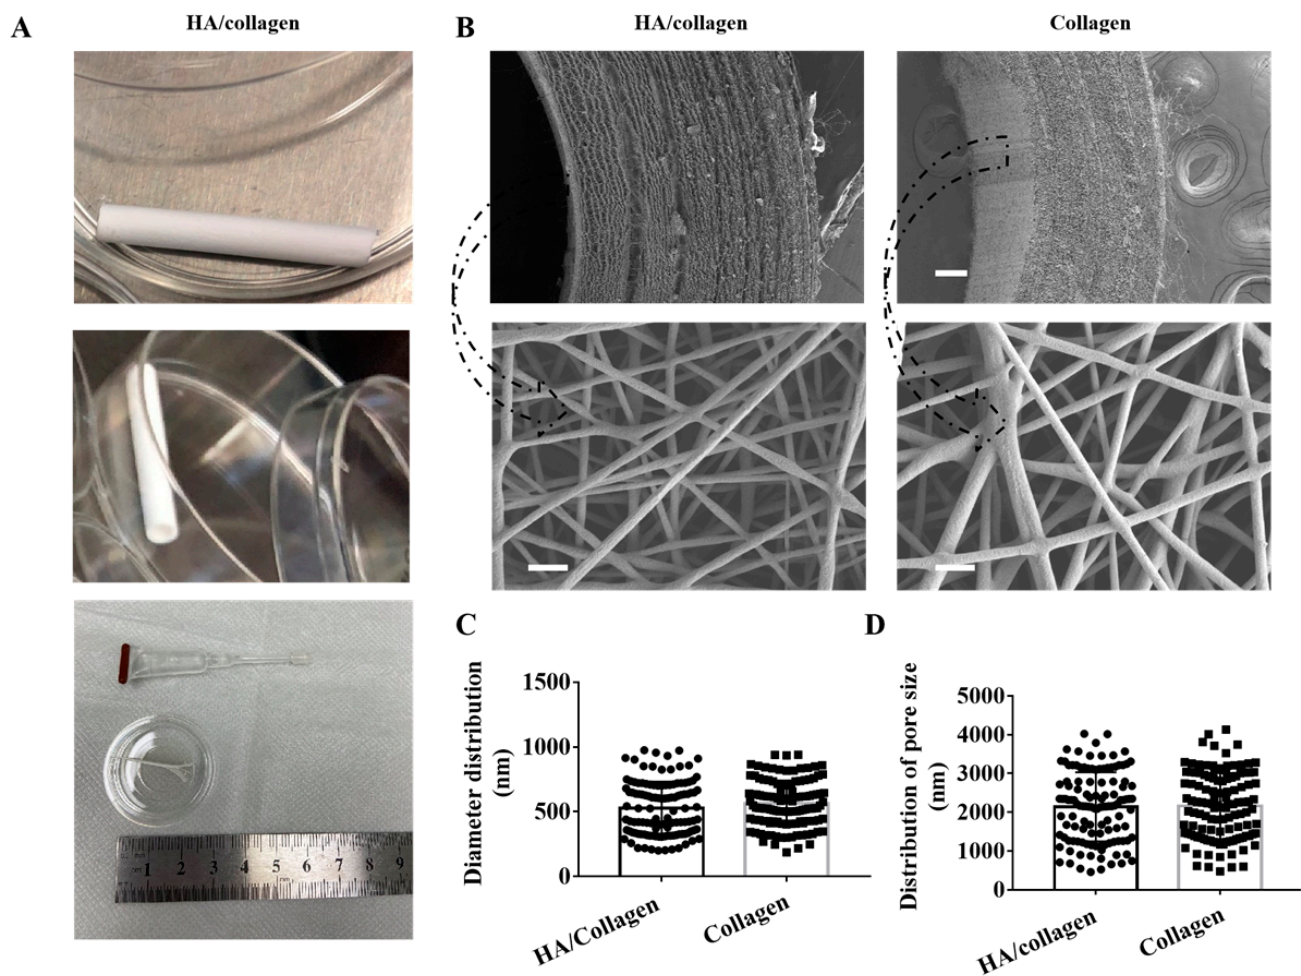 A
HA/collagen
B
HA/collagen
Collagen
1 2 3 4 5 6 7 8 9
C
Diameter distribution
(nm)
1500
1000
500
0
HA/Collagen
Collagen
D
Distribution of pore size
(nm)
5000
4000
3000
2000
1000
0
HA/collagen
Collagen